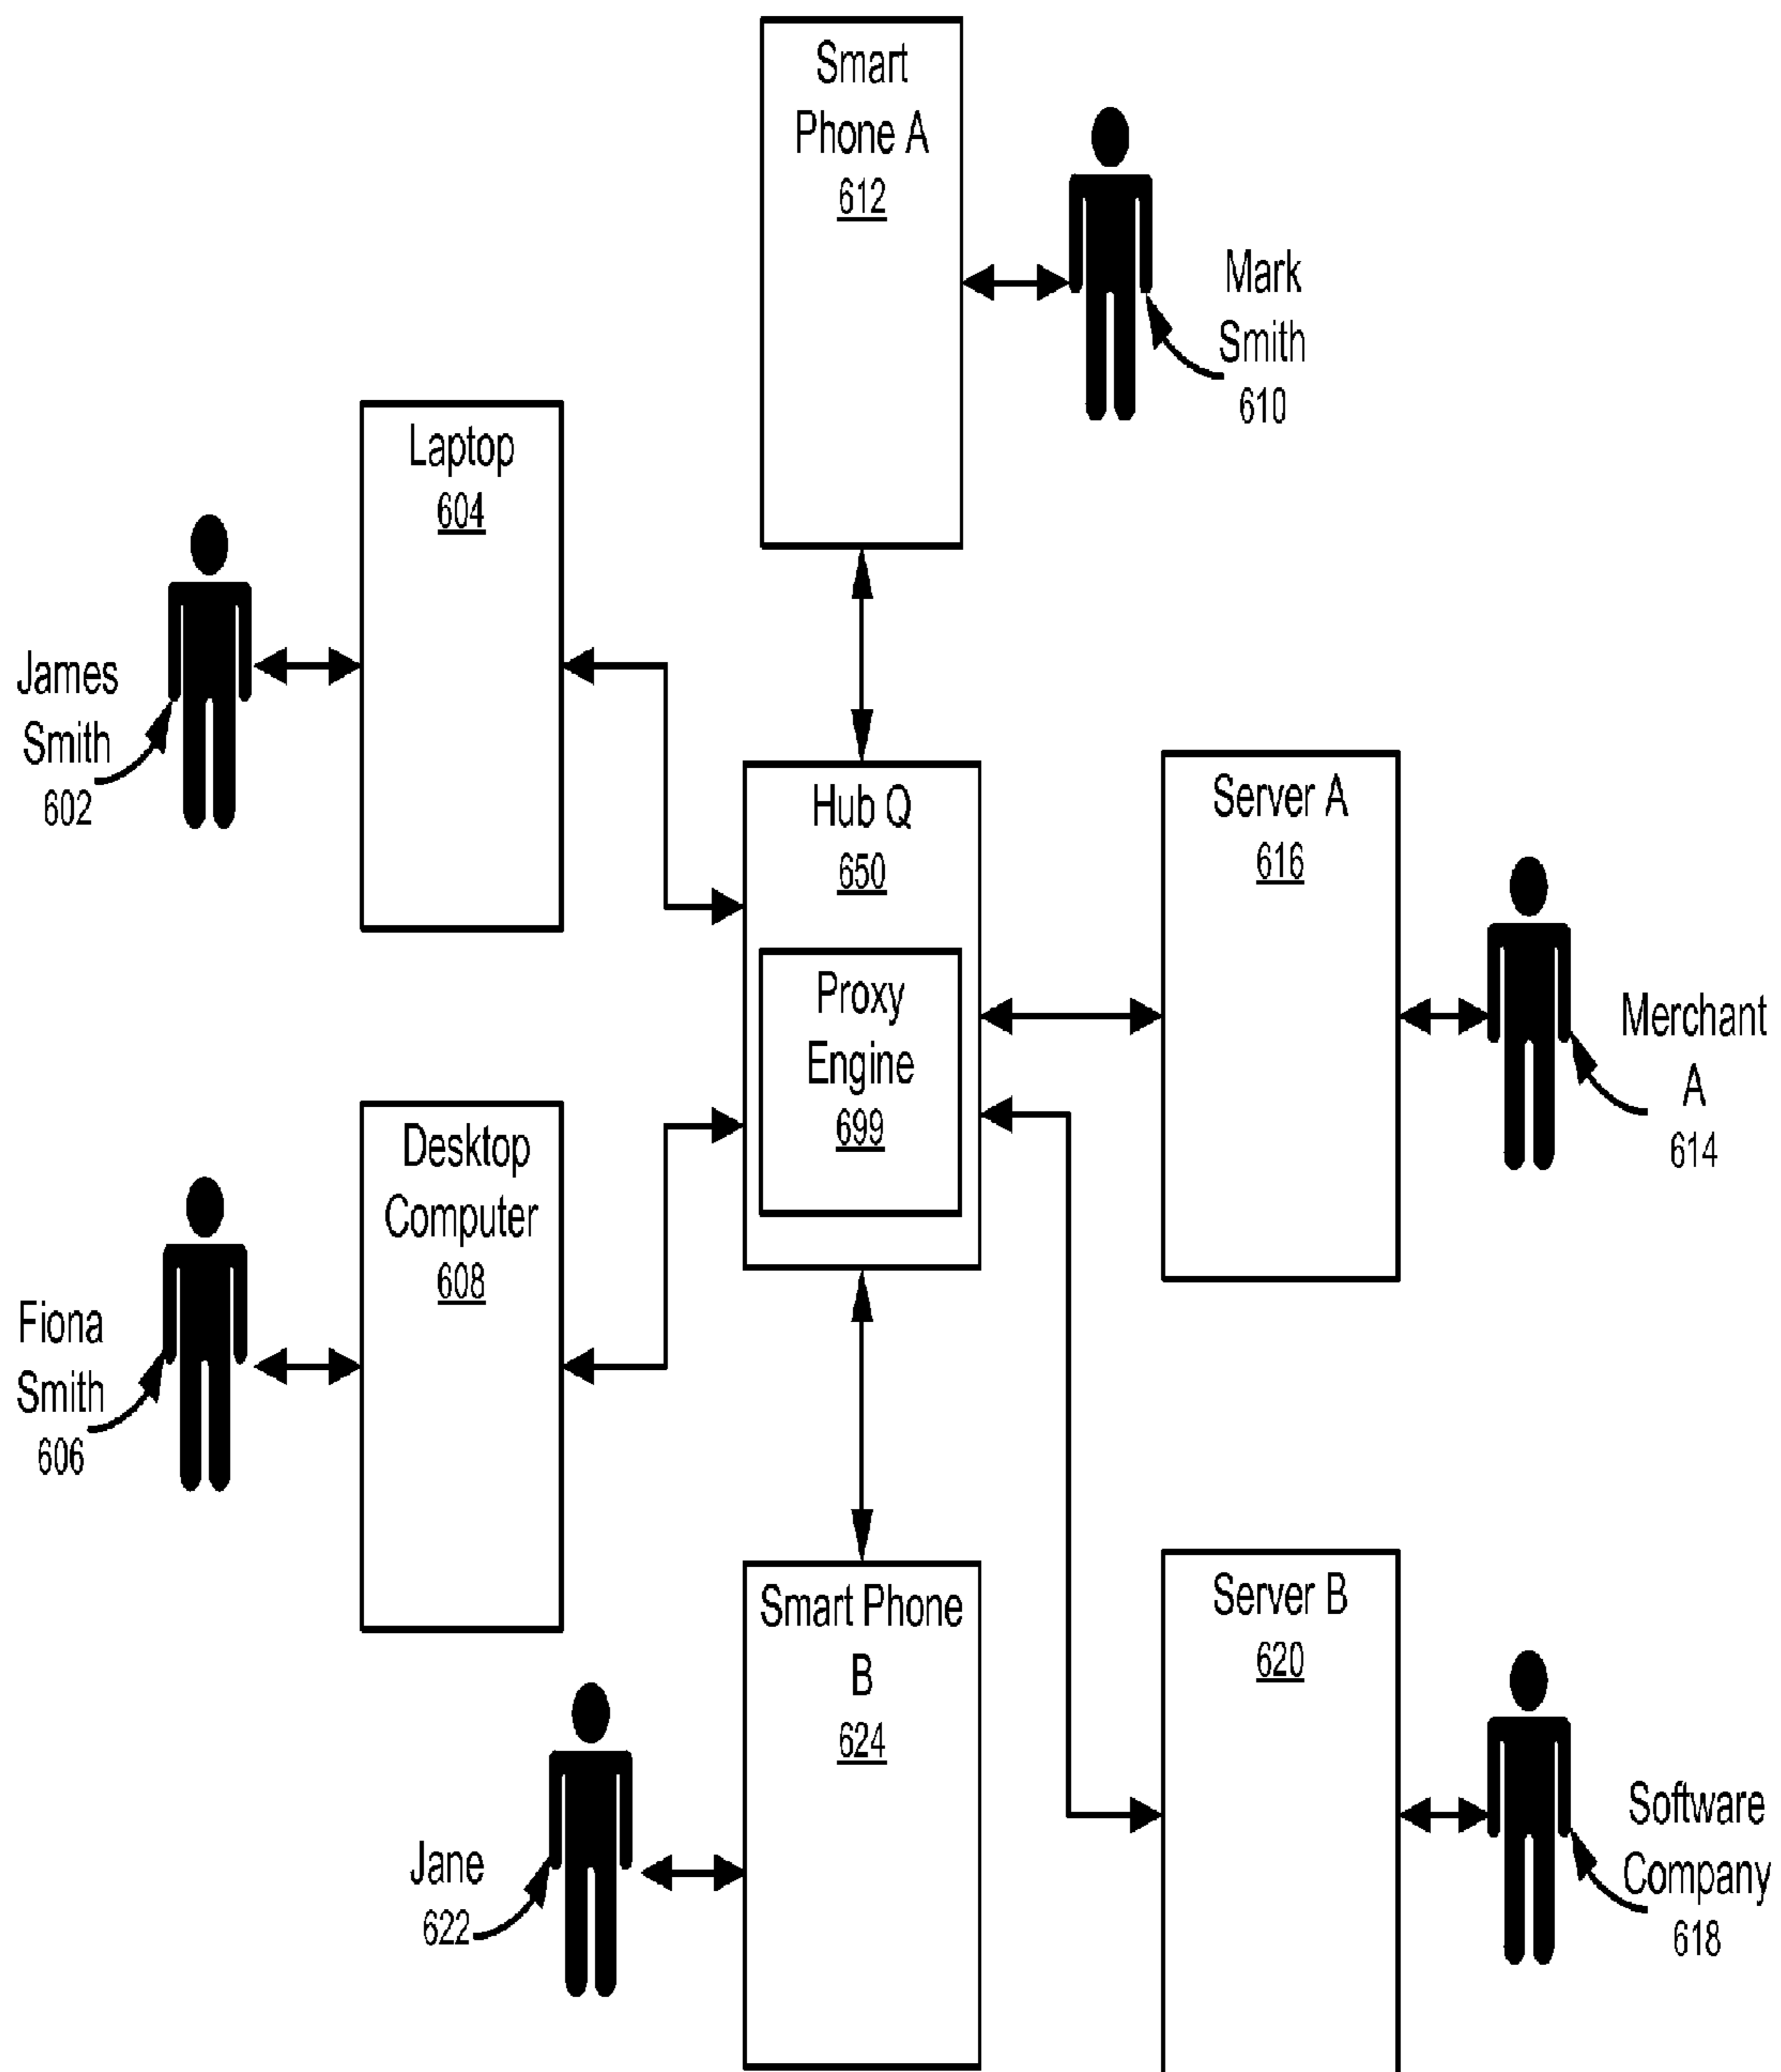 Smart
Phone A
612
Mark
Smith
610
Laptop
604
James
Smith
602
Hub Q
650
Proxy
Engine
699
Server A
616
Merchant
A
614
Desktop
Computer
608
Fiona
Smith
606
Smart Phone
B
624
Jane
622
Server B
620
Software
Company
618